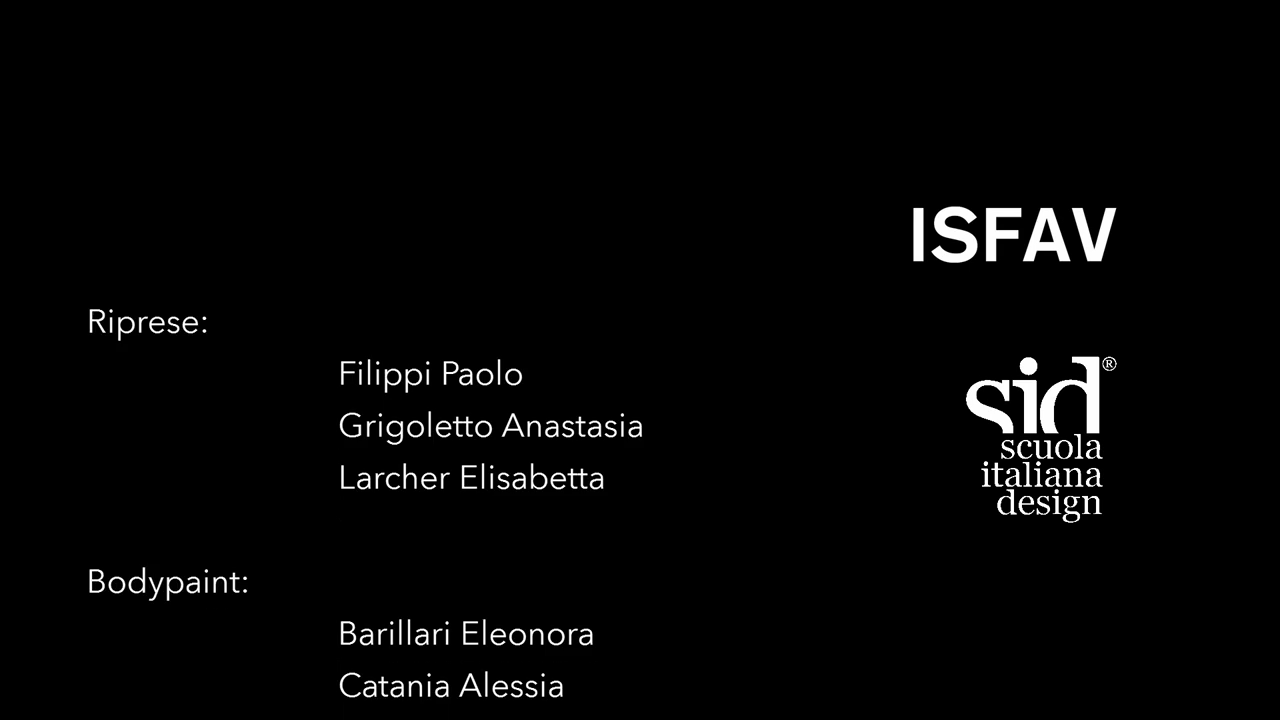 ISFAV
Riprese:
Filippi Paolo
Grigoletto Anastasia
Larcher Elisabetta
sid®
scuola
italiana
design
Bodypaint:
Barillari Eleonora
Catania Alessia